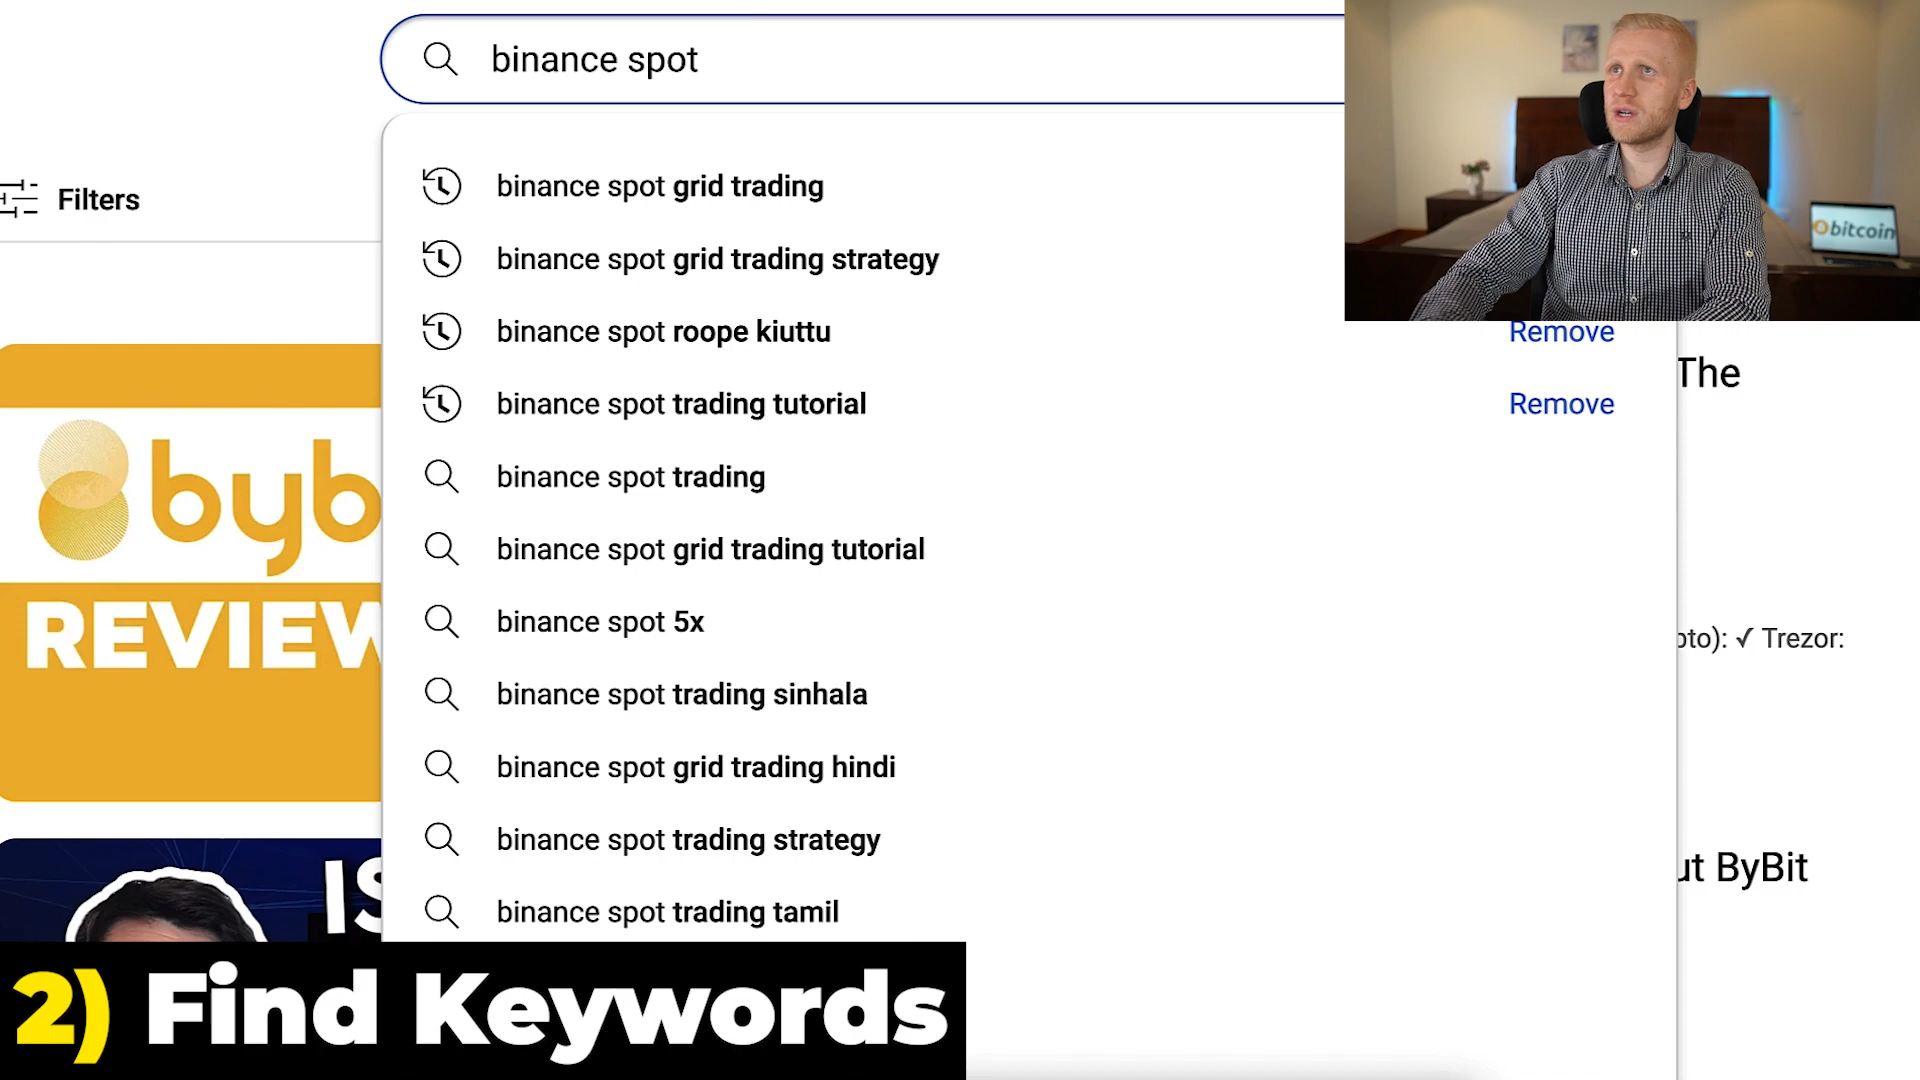 binance spot
Filters
binance spot grid trading
binance spot grid trading strategy
binance spot roope kiuttu
Remove
binance spot trading tutorial
Remove
binance spot trading
binance spot grid trading tutorial
binance spot 5x
binance spot trading sinhala
binance spot grid trading hindi
binance spot trading strategy
binance spot trading tamil
bitcoin
The
byb
REVIEW
pto): ✓ Trezor:
ut ByBit
IS
2) Find Keywords